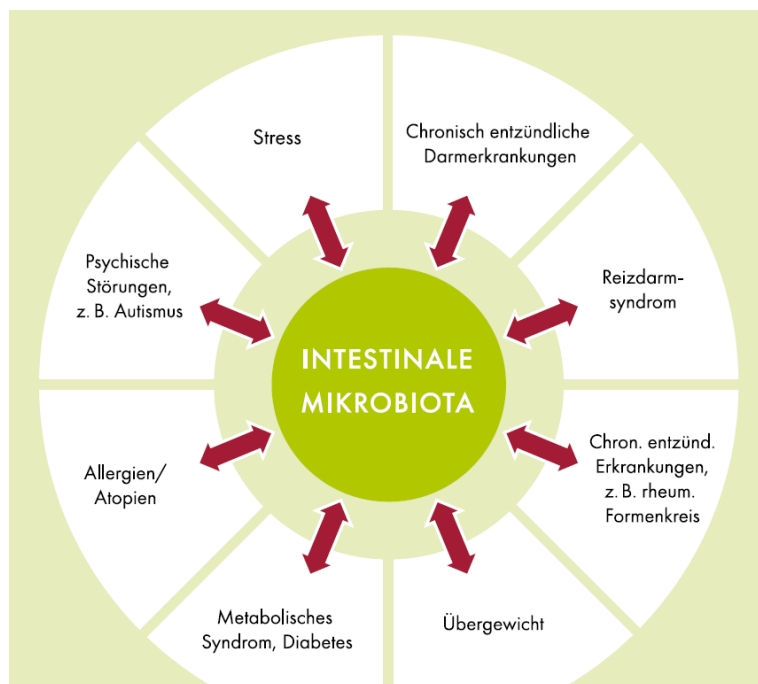 Stress
Chronisch entzündliche
Darmerkrankungen
Psychische
Störungen,
z. B. Autismus
Reizdarm-
syndrom
INTESTINALE
MIKROBIOTA
Allergien/
Atopien
Chron. entzünd.
Erkrankungen,
z. B. rheum.
Formenkreis
Metabolisches
Syndrom, Diabetes
Übergewicht